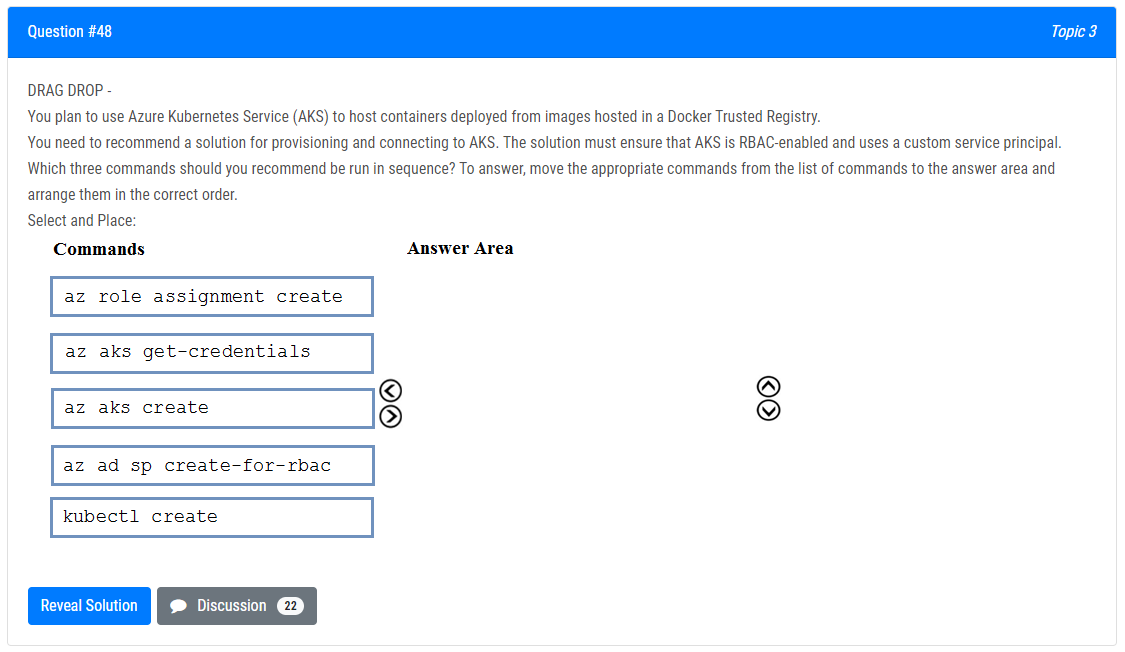 Question #48
Topic 3
DRAG DROP -
You plan to use Azure Kubernetes Service (AKS) to host containers deployed from images hosted in a Docker Trusted Registry.
You need to recommend a solution for provisioning and connecting to AKS. The solution must ensure that AKS is RBAC-enabled and uses a custom service principal.
Which three commands should you recommend be run in sequence? To answer, move the appropriate commands from the list of commands to the answer area and
arrange them in the correct order.
Select and Place:
Commands
Answer Area
az role assignment create
az aks get-credentials
az aks create
az ad sp create-for-rbac
kubectl create
Reveal Solution
Discussion 22